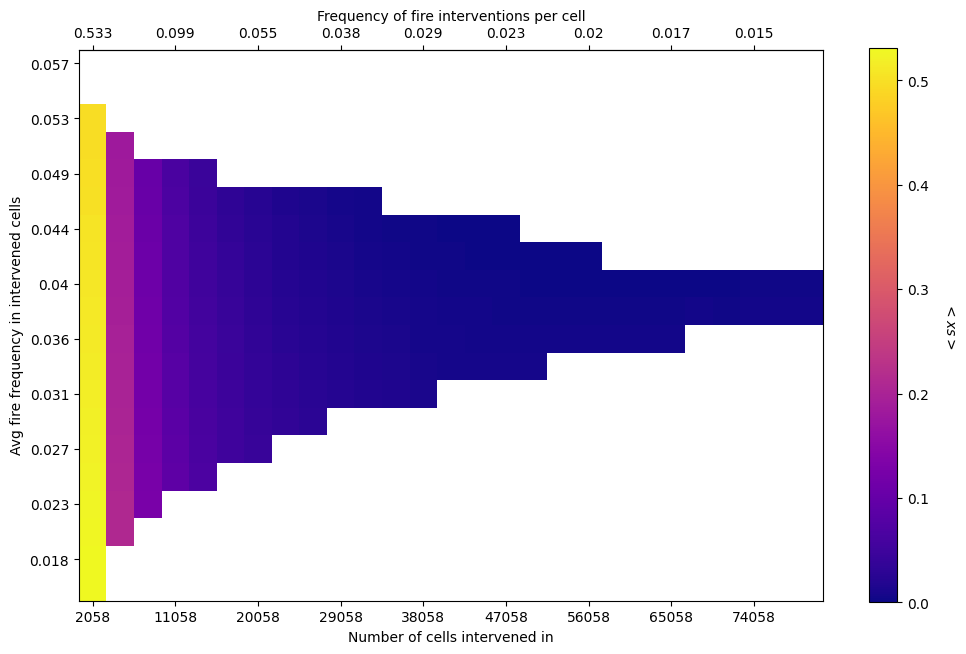 Frequency of fire interventions per cell
0.533 0.099 0.055 0.038 0.029 0.023 0.02 0.017 0.015
Avg fire frequency in intervened cells
0.057
0.053
0.049
0.044
0.04
0.036
0.031
0.027
0.023
0.018
2058 11058 20058 29058 38058 47058 56058 65058 74058
Number of cells intervened in
0.5
0.4
0.3
0.2
0.1
0.0
< sx >